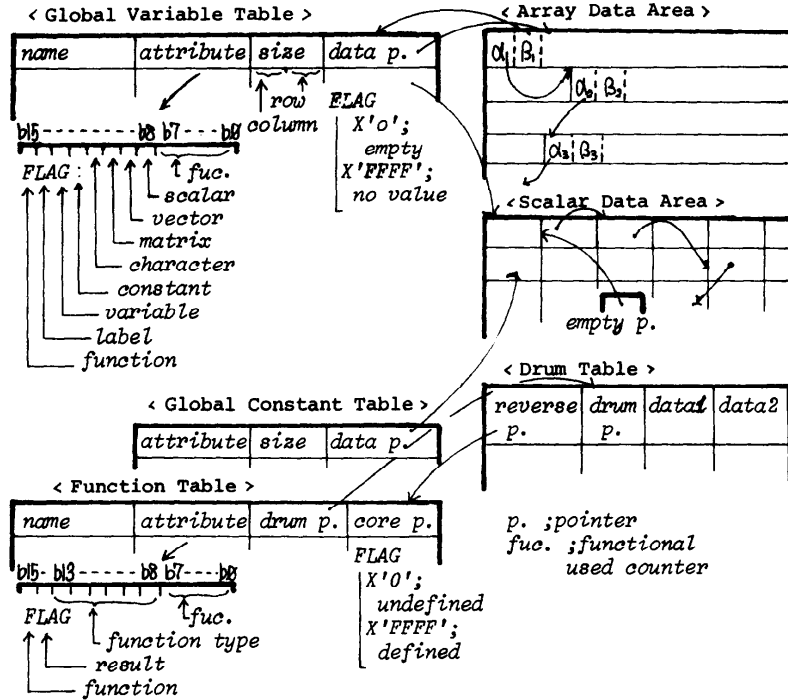 < Global Variable Table >
name attribute size data p.
row
column
FLAG
X'0';
empty
X'FFFF';
no value
b15 b8 b7 b0
FLAG:
fuc.
scalar
vector
matrix
character
constant
variable
label
function
< Array Data Area >
α1 β1
α2 β2
α3 β3
<Scalar Data Area >
empty p.
<Drum Table >
reverse p. drum p. data1 data2
< Global Constant Table >
attribute size data p.
< Function Table >
name attribute drum p. core p.
b15 b13 b8 b7 b0
FLAG
fuc.
function type
result
function
FLAG
X'0';
undefined
X'FFFF';
defined
p. ;pointer
fuc. ;functional
used counter